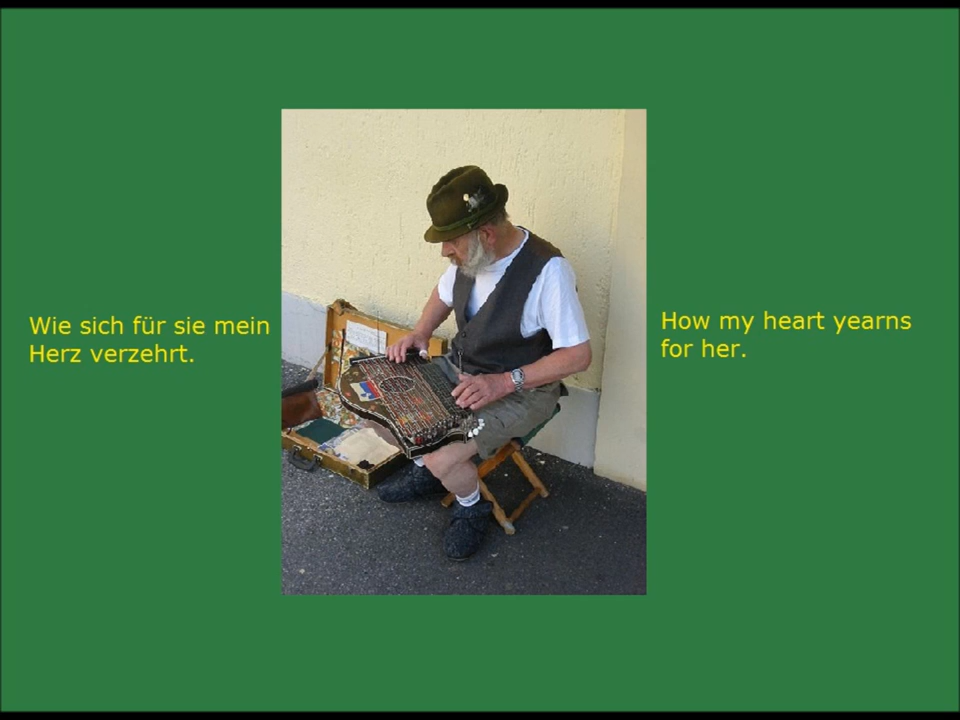 Wie sich für sie mein
Herz verzehrt.
How my heart yearns
for her.